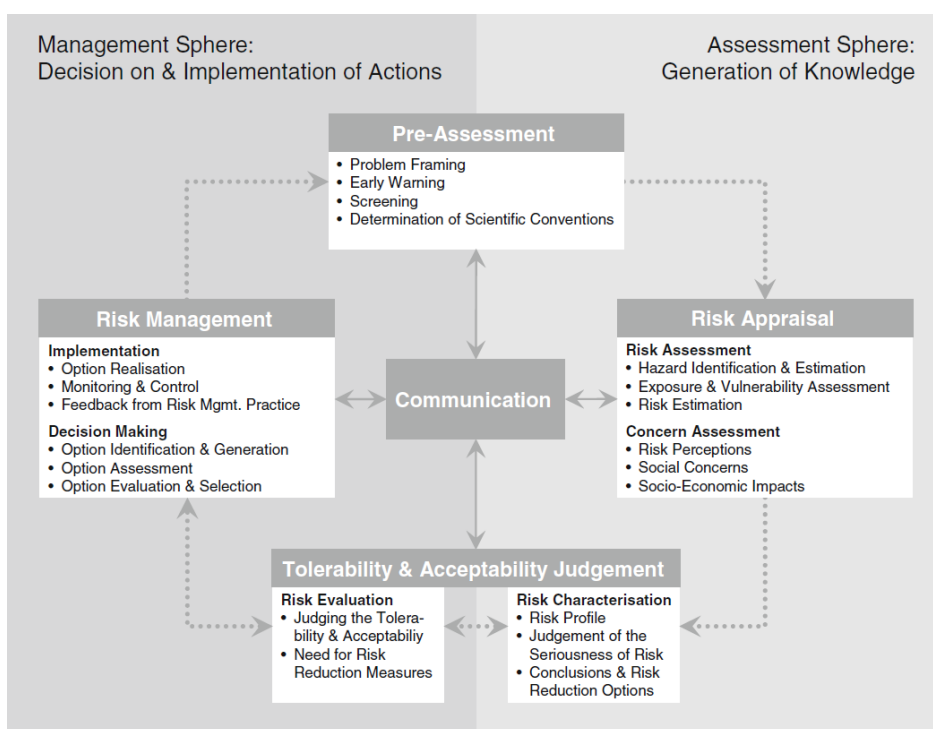 Management Sphere:
Decision on & Implementation of Actions
Assessment Sphere:
Generation of Knowledge
Pre-Assessment
• Problem Framing
• Early Warning
• Screening
• Determination of Scientific Conventions
Risk Management
Implementation
• Option Realisation
• Monitoring & Control
• Feedback from Risk Mgmt. Practice
Decision Making
• Option Identification & Generation
• Option Assessment
• Option Evaluation & Selection
Communication
Risk Appraisal
Risk Assessment
• Hazard Identification & Estimation
• Exposure & Vulnerability Assessment
• Risk Estimation
Concern Assessment
• Risk Perceptions
• Social Concerns
• Socio-Economic Impacts
Tolerability & Acceptability Judgement
Risk Evaluation
• Judging the Tolera-
bility & Acceptabiliy
• Need for Risk
Reduction Measures
Risk Characterisation
• Risk Profile
• Judgement of the
Seriousness of Risk
• Conclusions & Risk
Reduction Options